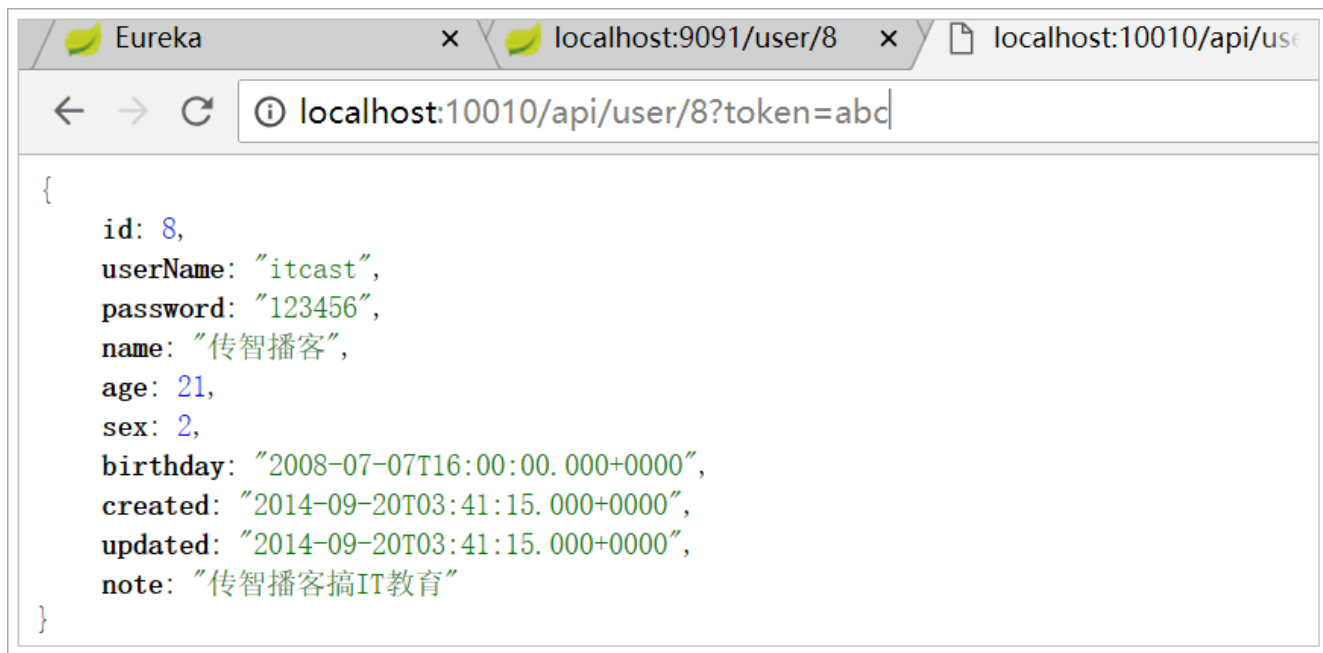 Eureka
localhost:9091/user/8
localhost:10010/api/use
localhost:10010/api/user/8?token=abc
{
id: 8,
userName: "itcast",
password: "123456",
name: "传智播客",
age: 21,
sex: 2,
birthday: "2008-07-07T16:00:00.000+0000",
created: "2014-09-20T03:41:15.000+0000",
updated: "2014-09-20T03:41:15.000+0000",
note: "传智播客搞IT教育"
}